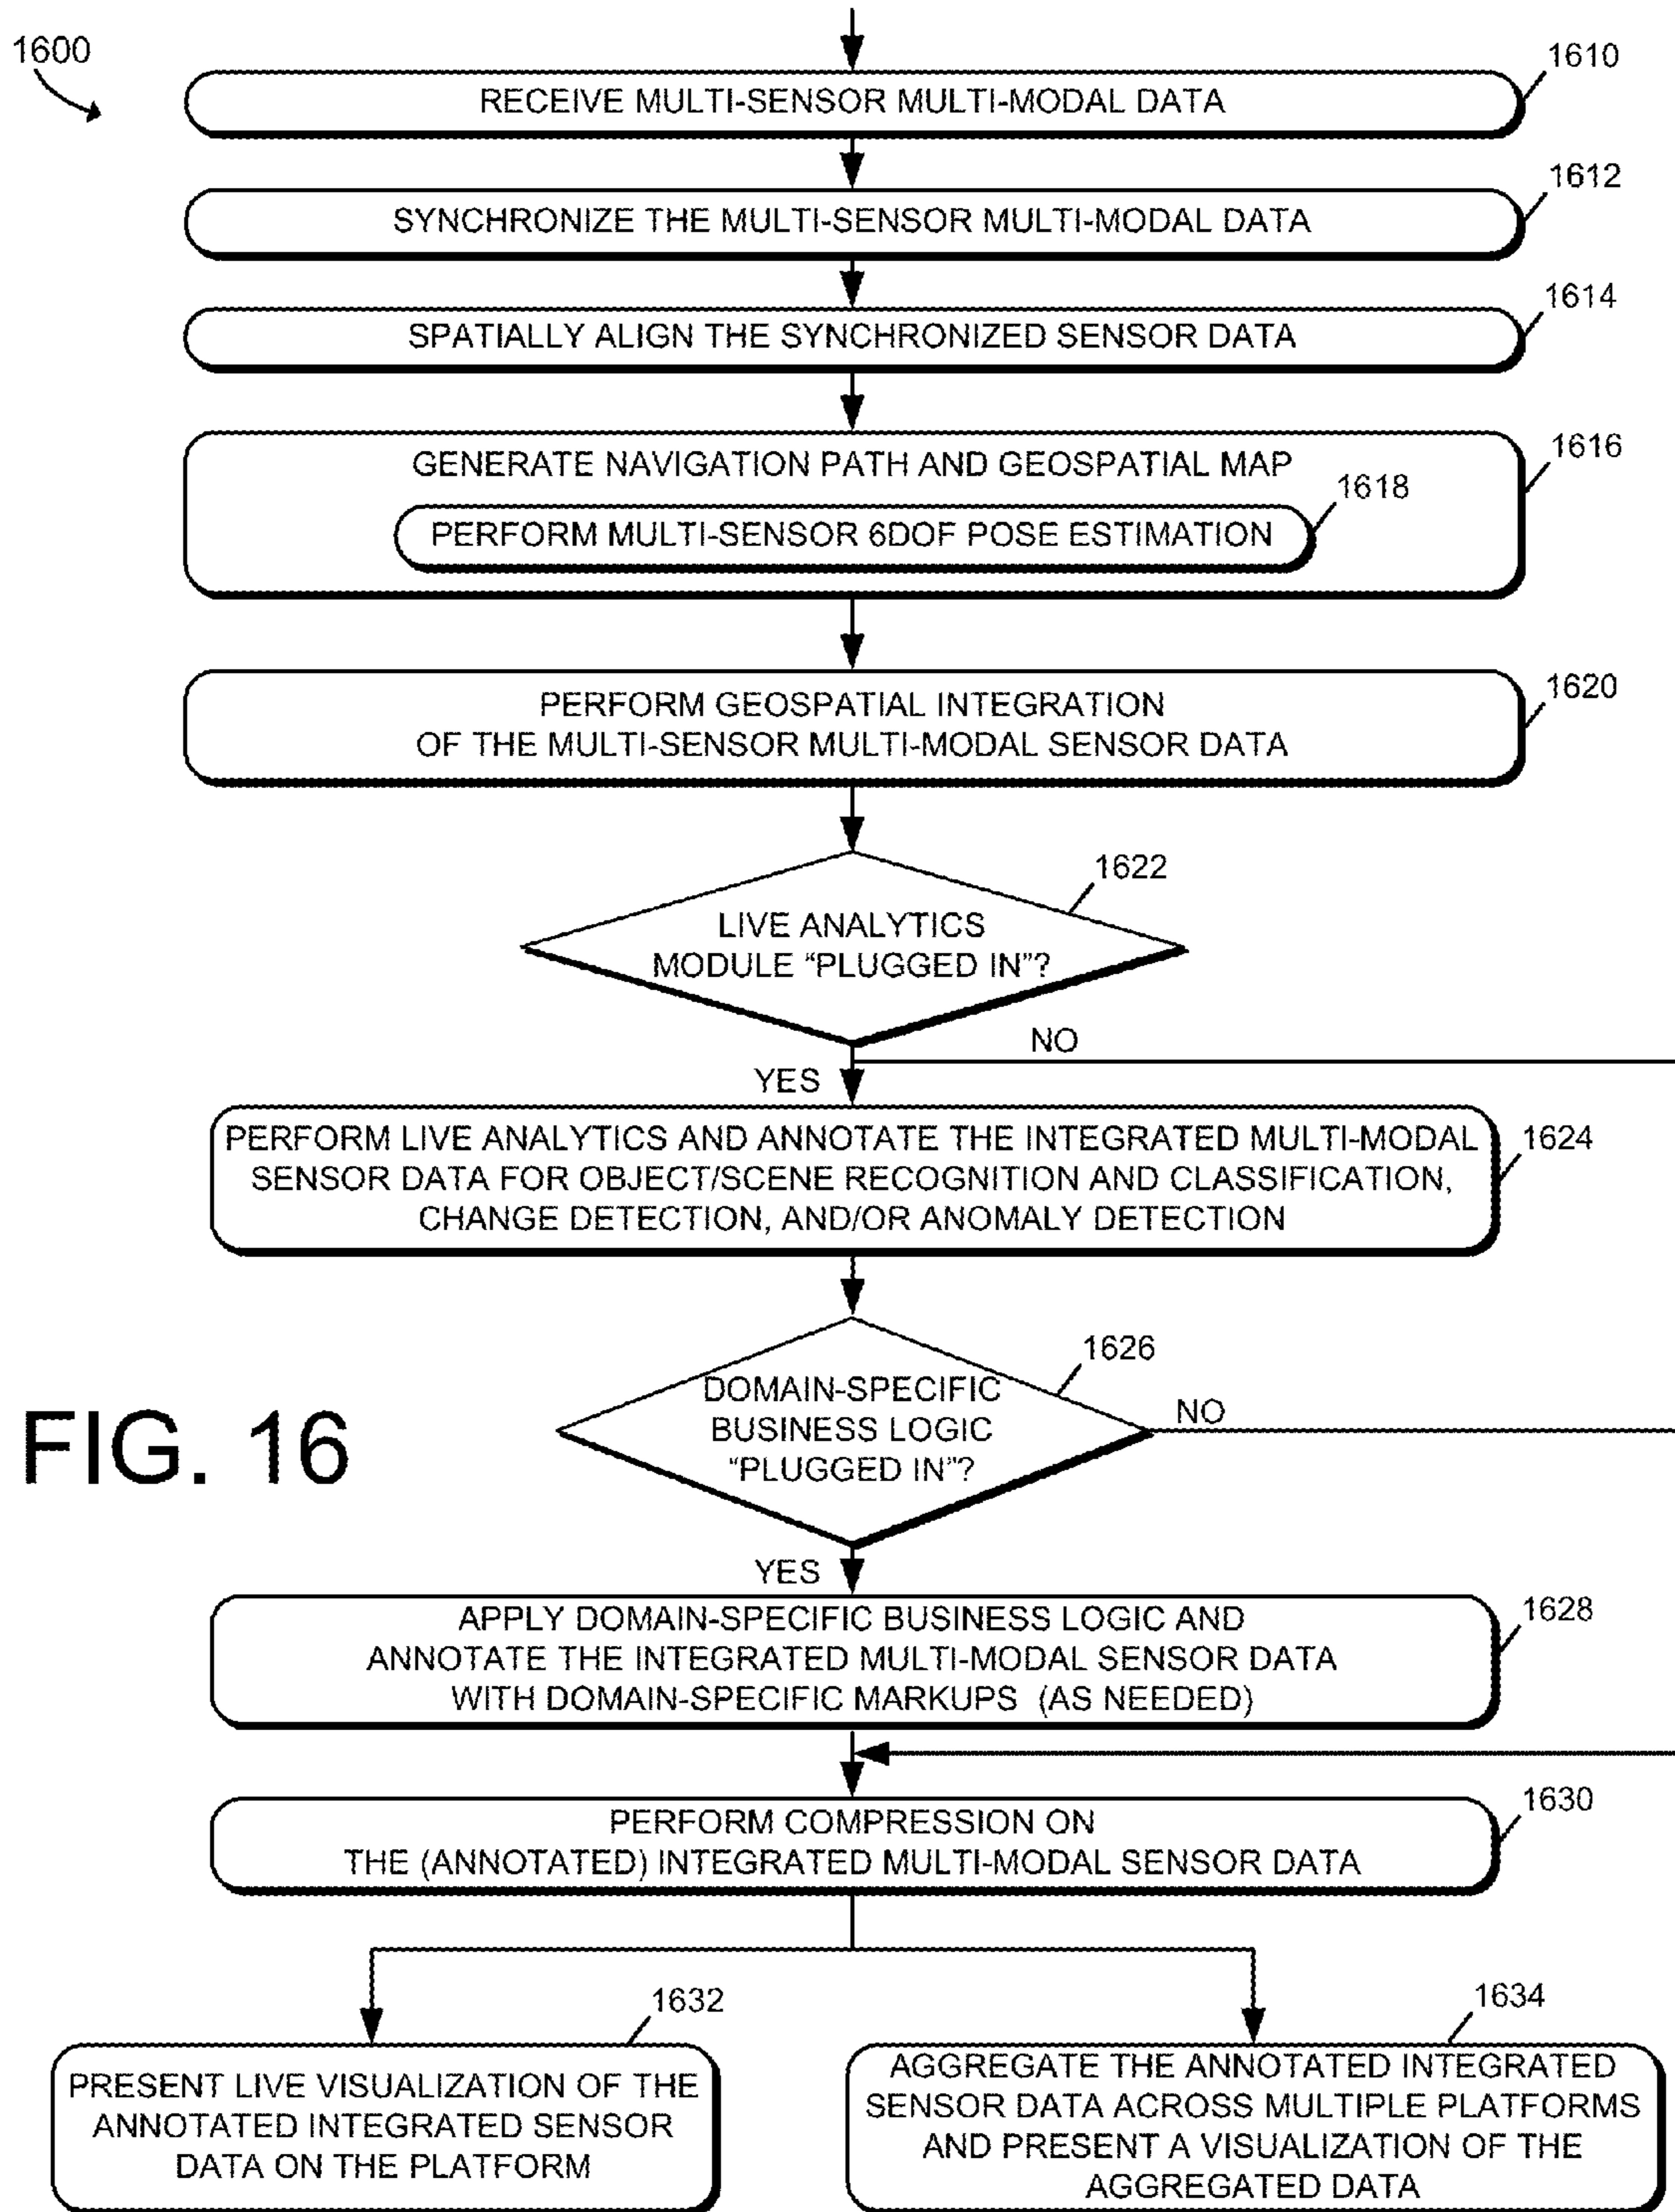 1600
1610
RECEIVE MULTI-SENSOR MULTI-MODAL DATA
1612
SYNCHRONIZE THE MULTI-SENSOR MULTI-MODAL DATA
1614
SPATIALLY ALIGN THE SYNCHRONIZED SENSOR DATA
1616
GENERATE NAVIGATION PATH AND GEOSPATIAL MAP
1618
PERFORM MULTI-SENSOR 6DOF POSE ESTIMATION
1620
PERFORM GEOSPATIAL INTEGRATION
OF THE MULTI-SENSOR MULTI-MODAL SENSOR DATA
1622
LIVE ANALYTICS
MODULE “PLUGGED IN”?
NO
YES
1624
PERFORM LIVE ANALYTICS AND ANNOTATE THE INTEGRATED MULTI-MODAL
SENSOR DATA FOR OBJECT/SCENE RECOGNITION AND CLASSIFICATION,
CHANGE DETECTION, AND/OR ANOMALY DETECTION
1626
DOMAIN-SPECIFIC
BUSINESS LOGIC
“PLUGGED IN”?
NO
FIG. 16
YES
1628
APPLY DOMAIN-SPECIFIC BUSINESS LOGIC AND
ANNOTATE THE INTEGRATED MULTI-MODAL SENSOR DATA
WITH DOMAIN-SPECIFIC MARKUPS (AS NEEDED)
1630
PERFORM COMPRESSION ON
THE (ANNOTATED) INTEGRATED MULTI-MODAL SENSOR DATA
1632
PRESENT LIVE VISUALIZATION OF THE
ANNOTATED INTEGRATED SENSOR
DATA ON THE PLATFORM
1634
AGGREGATE THE ANNOTATED INTEGRATED
SENSOR DATA ACROSS MULTIPLE PLATFORMS
AND PRESENT A VISUALIZATION OF THE
AGGREGATED DATA